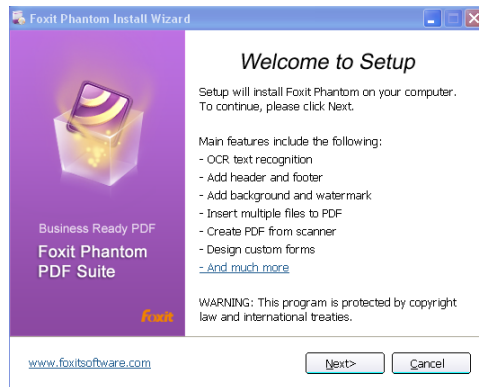 Foxit Phantom Install Wizard
Welcome to Setup
Setup will install Foxit Phantom on your computer.
To continue, please click Next.
Main features include the following:
- OCR text recognition
- Add header and footer
- Add background and watermark
- Insert multiple files to PDF
- Create PDF from scanner
- Design custom forms
- And much more
WARNING: This program is protected by copyright
law and international treaties.
Business Ready PDF
Foxit Phantom
PDF Suite
foxit
www.foxitsoftware.com
Next>
Cancel